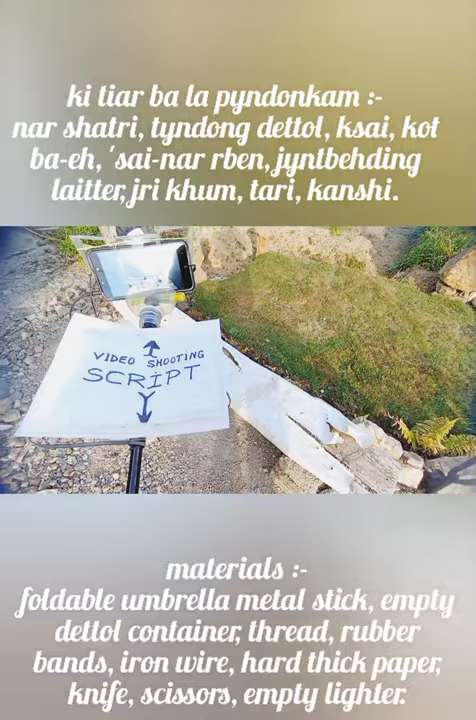 ki tiar ba la pyndonkam :-
nar shatri, tyndong dettol, ksai, kot
ba-eh, 'sai-nar rben, jyntbehding
laitter, jri khum, tari, kanshi.
VIDEO SHOOTING
SCRIPT
materials :-
foldable umbrella metal stick, empty
dettol container, thread, rubber
bands, iron wire, hard thick paper,
knife, scissors, empty lighter.